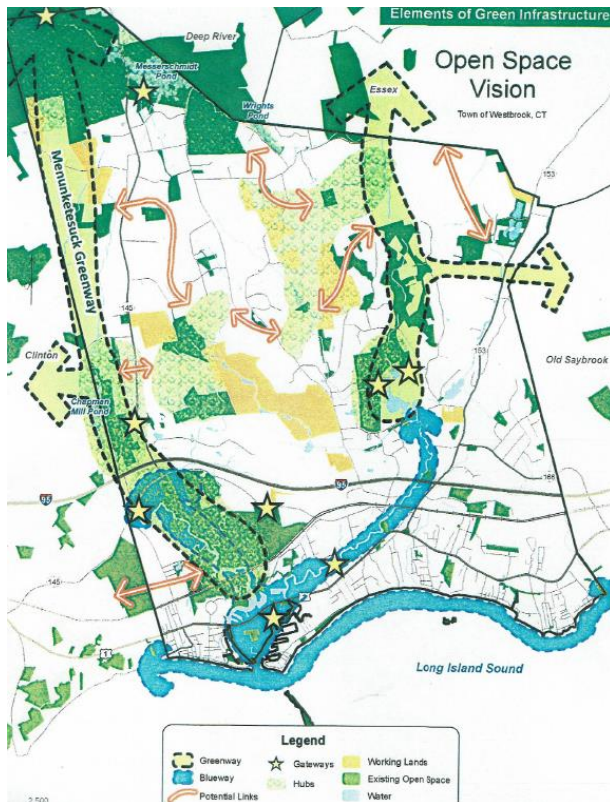 Elements of Green Infrastructure
Open Space
Vision
Town of Westbrook, CT
Deep River
Messerschmidt
Pond
Essex
Wrights
Pond
153
Menunketesuck Greenway
145
153
Clinton
Old Saybrook
Chapman
Mill Pond
166
95
95
145
1
Long Island Sound
Legend
Greenway
Gateways
Working Lands
Blueway
Hubs
Existing Open Space
Potential Links
Water
2,500